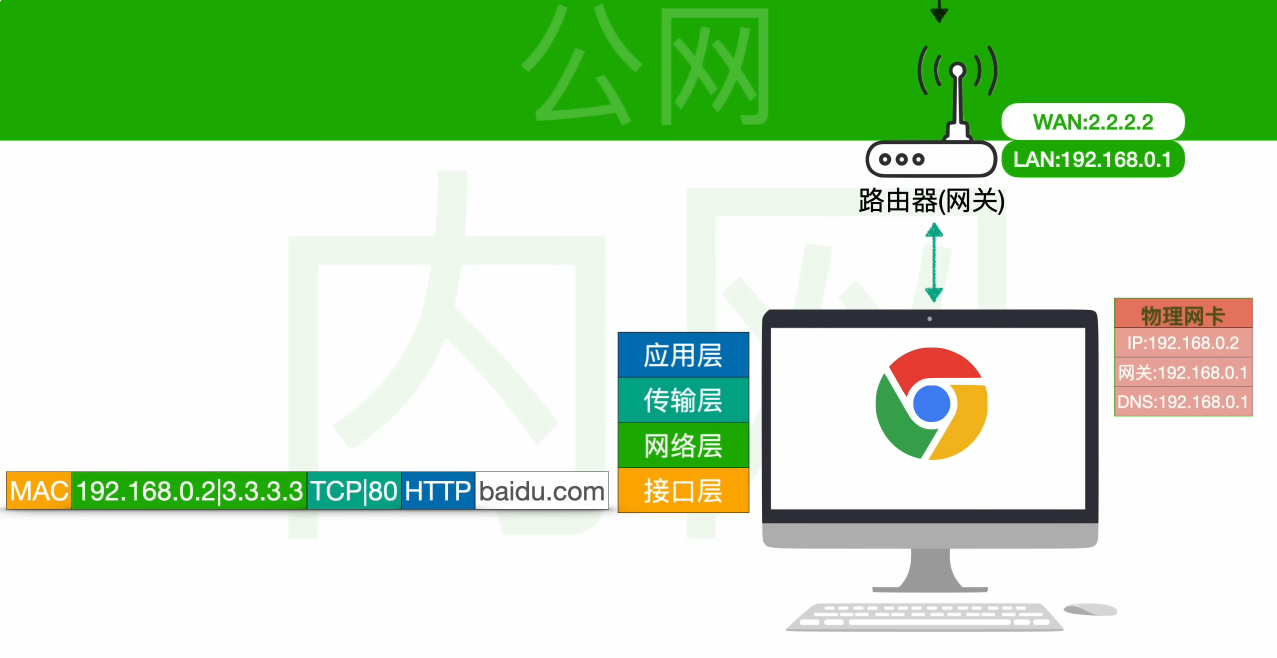 公网
WAN:2.2.2.2
LAN:192.168.0.1
路由器(网关)
内网
物理网卡
IP:192.168.0.2
网关:192.168.0.1
DNS:192.168.0.1
应用层
传输层
网络层
接口层
MAC 192.168.0.2|3.3.3.3 TCP|80 HTTP baidu.com